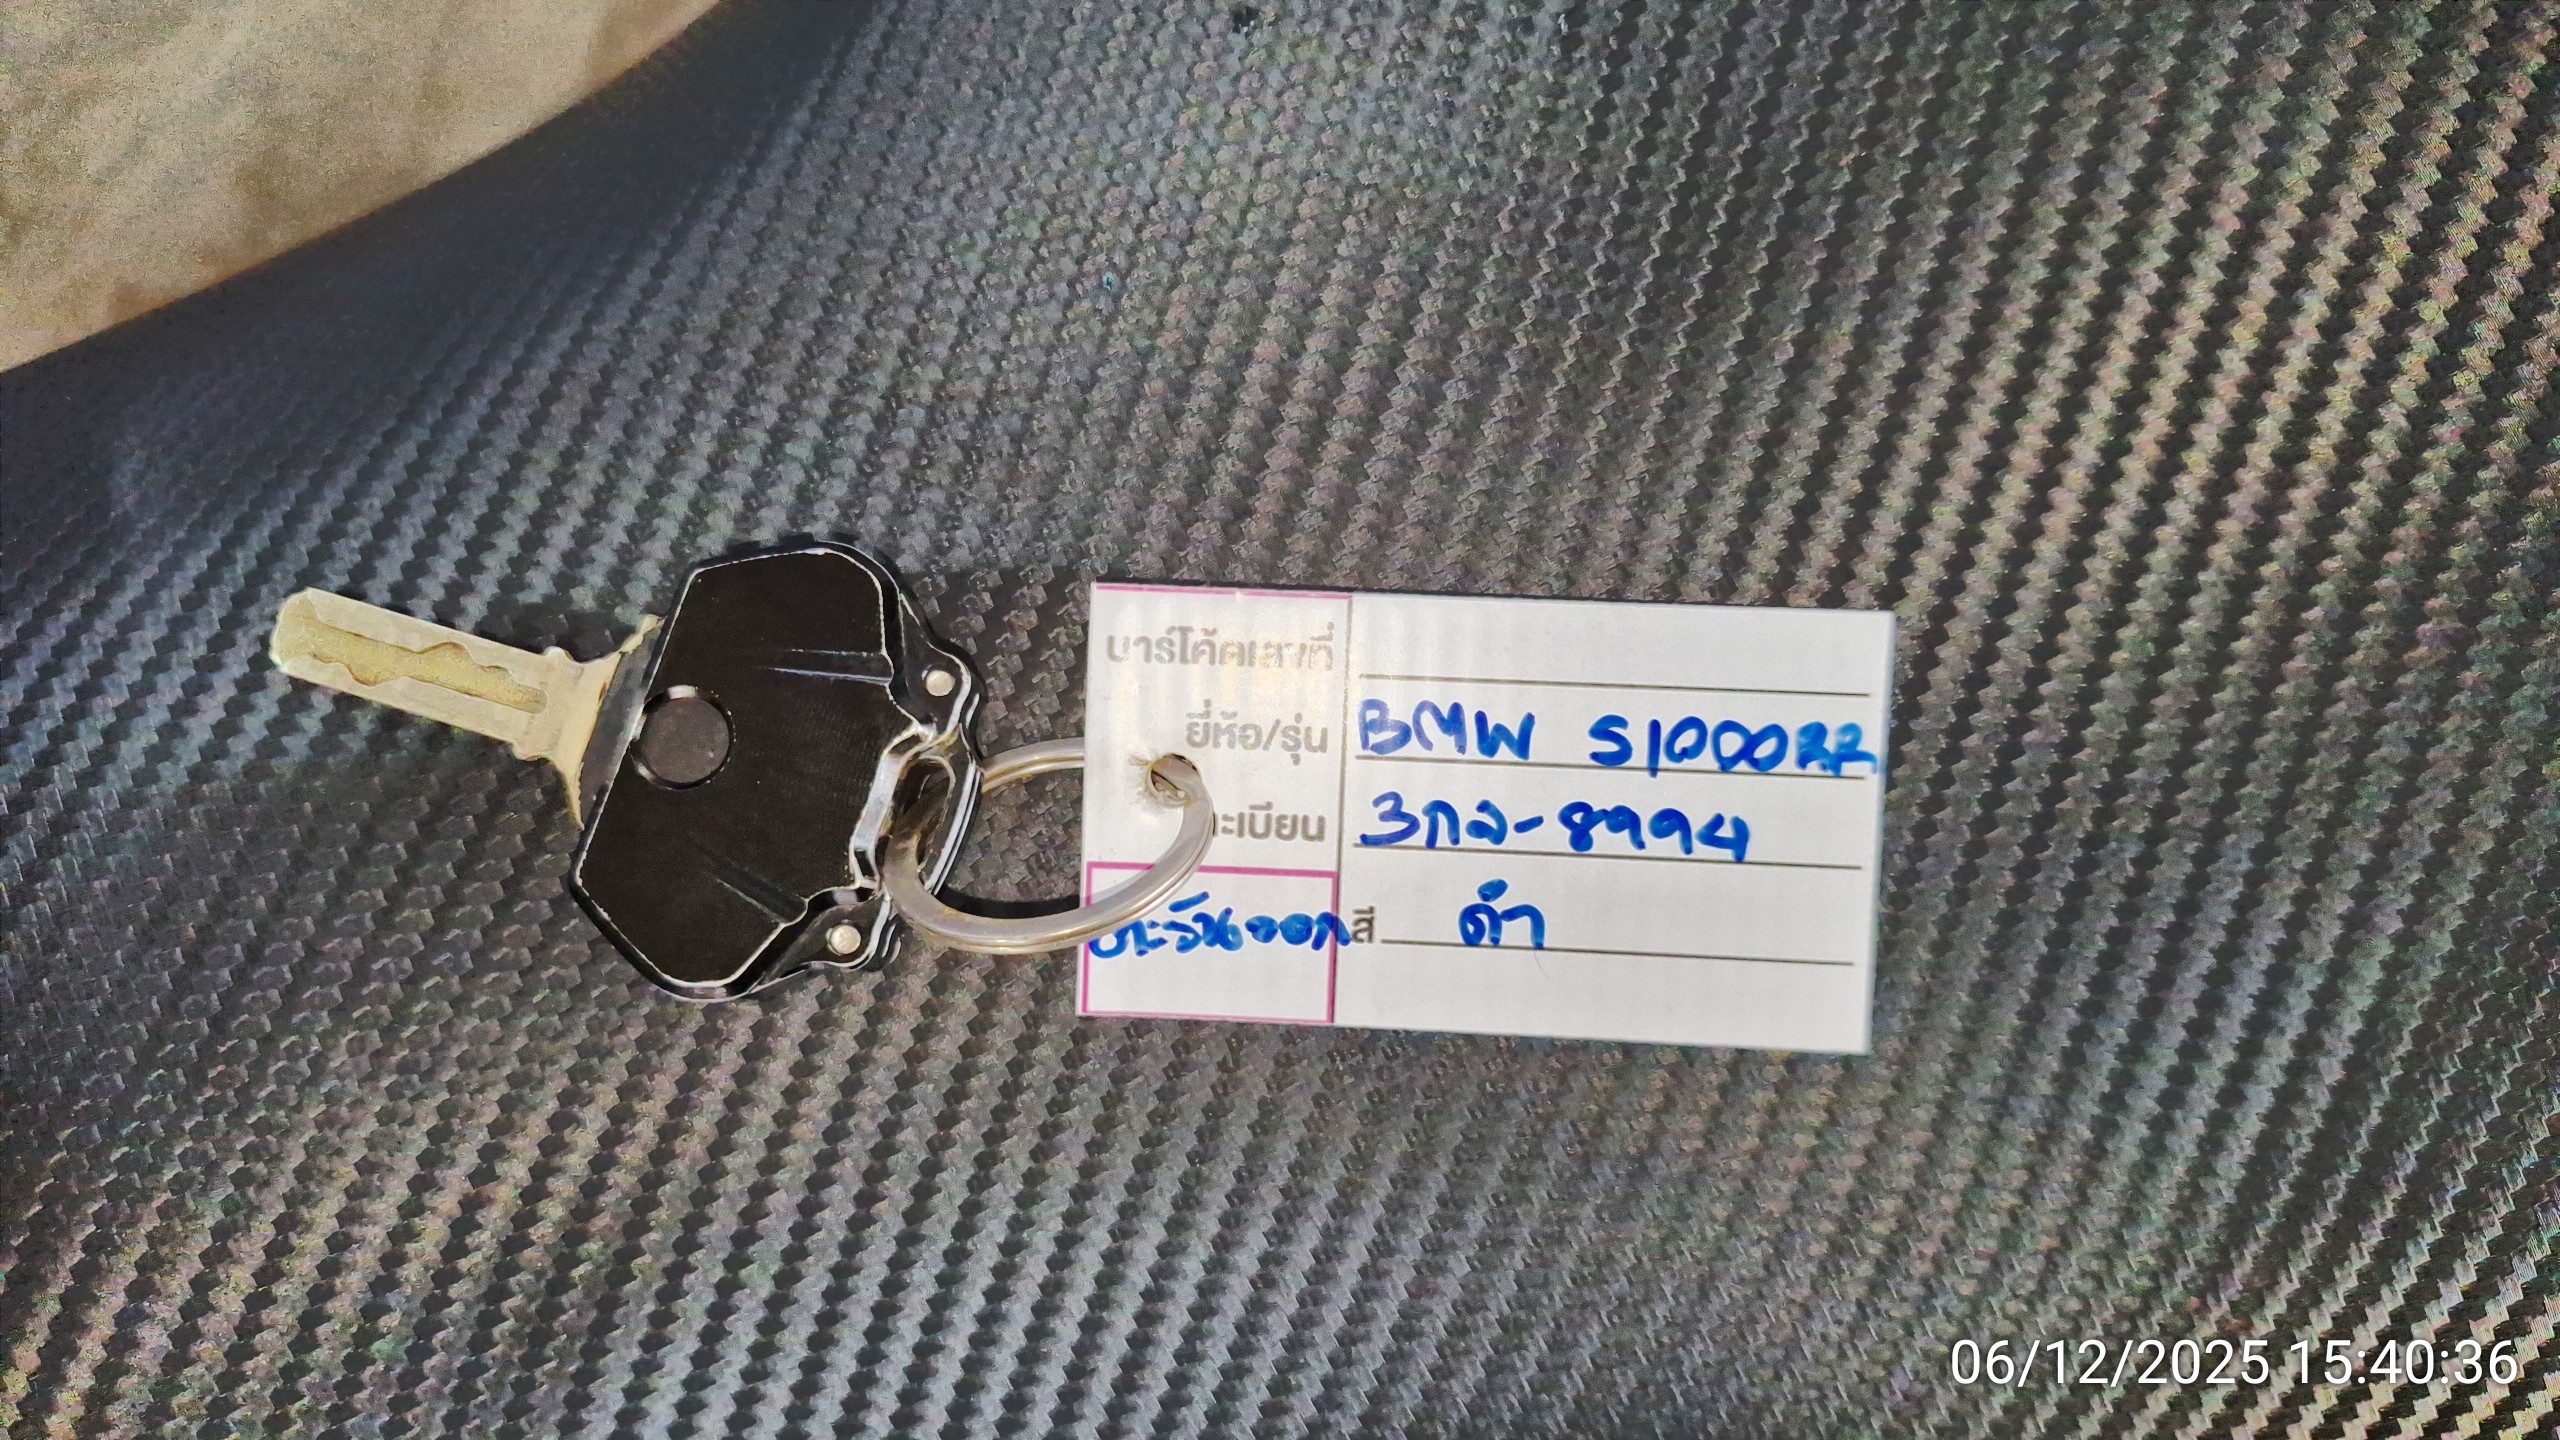 บาร์โค้ดเลขที่
ยี่ห้อ/รุ่น BMW S1000RR
ะเบียน 3กล-8994
สี ดำ
06/12/2025 15:40:36